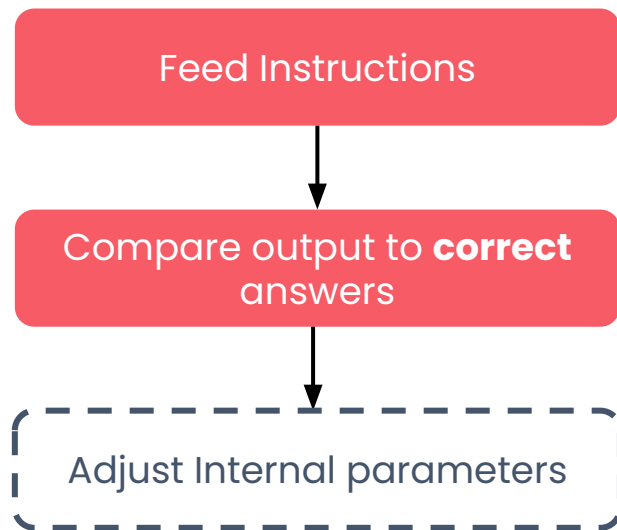 Feed Instructions
Compare output to correct
answers
Adjust Internal parameters